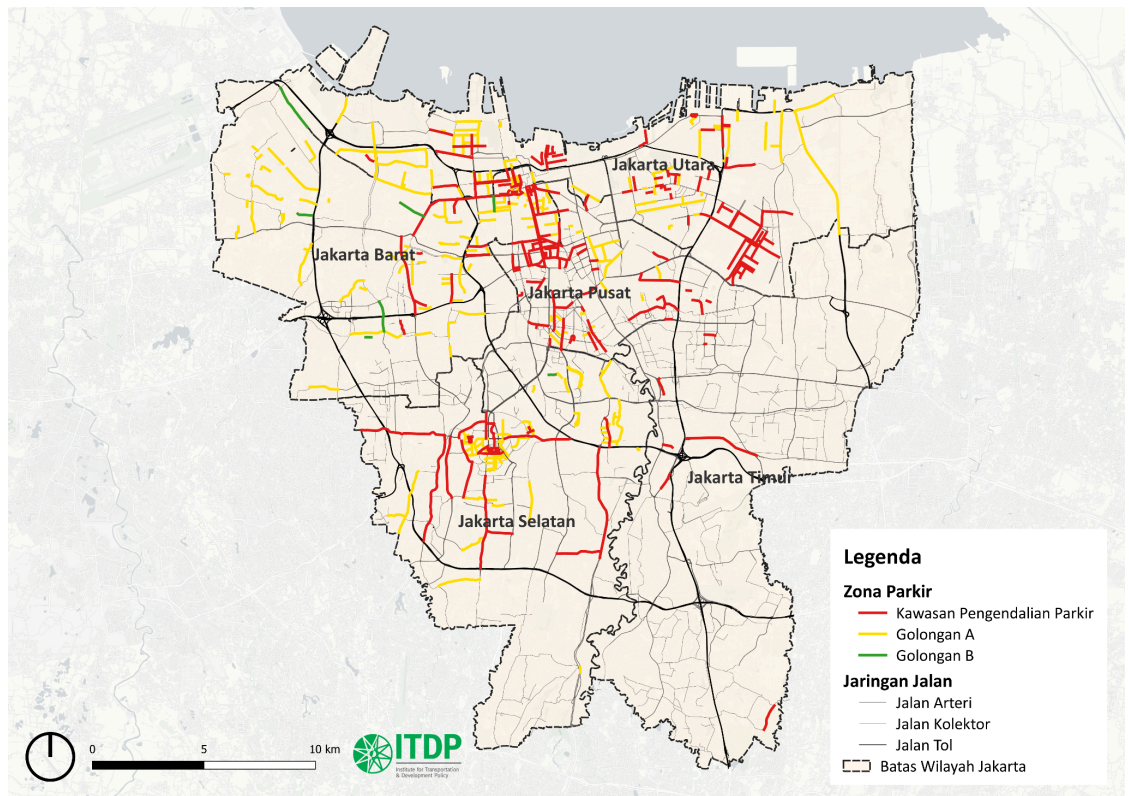 Jakarta Utara
Jakarta Barat
Jakarta Pusat
Jakarta Timur
Jakarta Selatan
Legenda
Zona Parkir
Kawasan Pengendalian Parkir
Golongan A
Golongan B
Jaringan Jalan
Jalan Arteri
Jalan Kolektor
Jalan Tol
Batas Wilayah Jakarta
0 5 10 km
ITDP
Institute for Transportation
& Development Policy